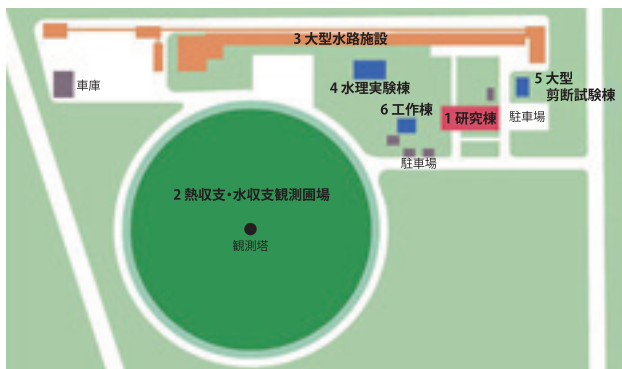 3 大型水路施設
車庫
4 水理実験棟
5 大型
剪断試験棟
6 工作棟
1 研究棟
駐車場
駐車場
2 熱収支・水収支観測圃場
観測塔